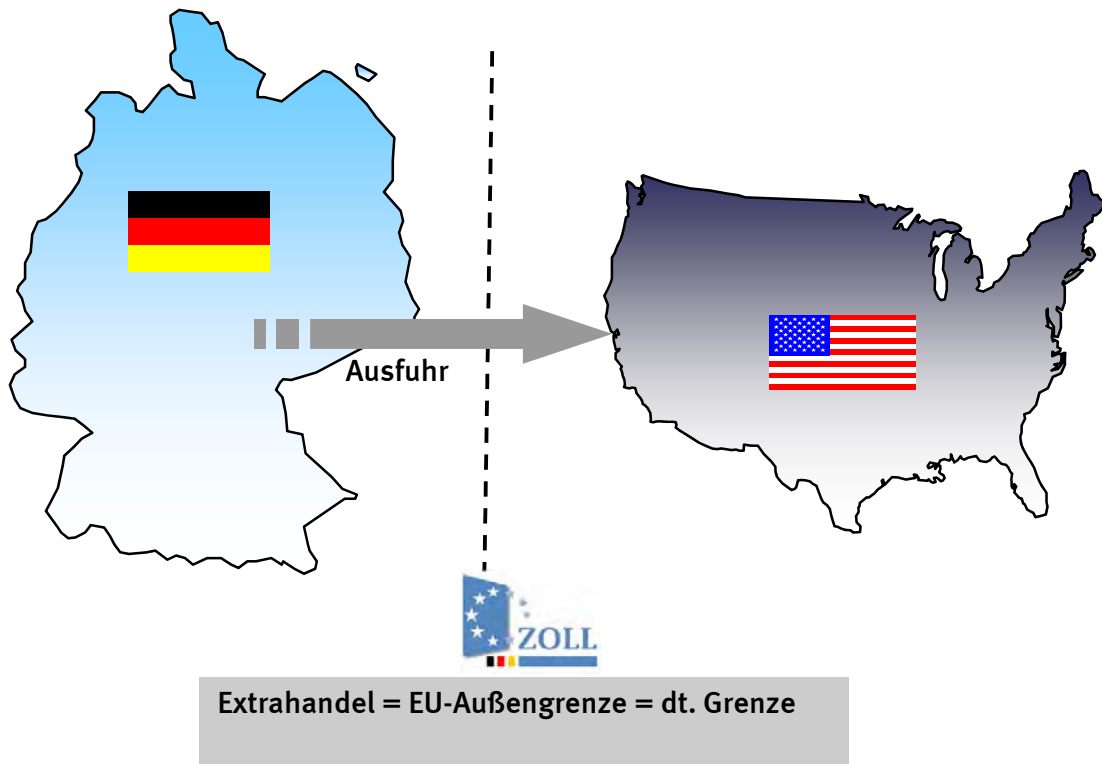 Ausfuhr
ZOLL
Extrahandel = EU-Außengrenze = dt. Grenze